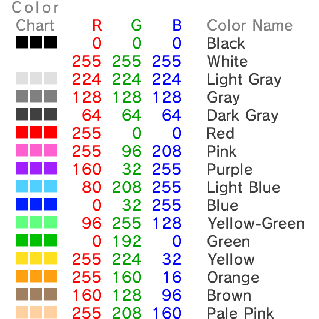 Color
Chart R G B Color Name
0 0 0 Black
255 255 255 White
224 224 224 Light Gray
128 128 128 Gray
64 64 64 Dark Gray
255 0 0 Red
255 96 208 Pink
160 32 255 Purple
80 208 255 Light Blue
0 32 255 Blue
96 255 128 Yellow-Green
0 192 0 Green
255 224 32 Yellow
255 160 16 Orange
160 128 96 Brown
255 208 160 Pale Pink